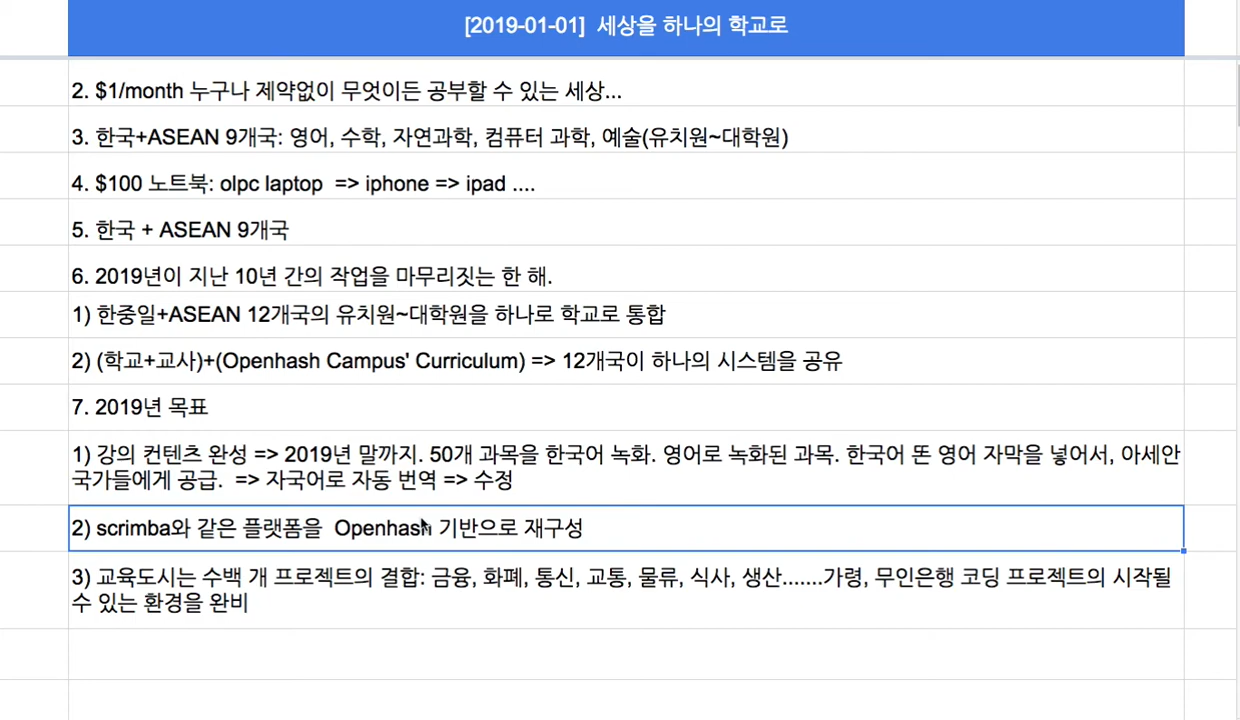 [2019-01-01] 세상을 하나의 학교로
2. $1/month 누구나 제약없이 무엇이든 공부할 수 있는 세상...
3. 한국+ASEAN 9개국: 영어, 수학, 자연과학, 컴퓨터 과학, 예술(유치원~대학원)
4. $100 노트북: olpc laptop => iphone => ipad ....
5. 한국 + ASEAN 9개국
6. 2019년이 지난 10년 간의 작업을 마무리짓는 한 해.
1) 한중일+ASEAN 12개국의 유치원~대학원을 하나로 학교로 통합
2) (학교+교사)+(Openhash Campus' Curriculum) => 12개국이 하나의 시스템을 공유
7. 2019년 목표
1) 강의 컨텐츠 완성 => 2019년 말까지. 50개 과목을 한국어 녹화. 영어로 녹화된 과목. 한국어 똔 영어 자막을 넣어서, 아세안
국가들에게 공급. => 자국어로 자동 번역 => 수정
2) scrimba와 같은 플랫폼을 Openhash 기반으로 재구성
3) 교육도시는 수백 개 프로젝트의 결합: 금융, 화폐, 통신, 교통, 물류, 식사, 생산.......가령, 무인은행 코딩 프로젝트의 시작될
수 있는 환경을 완비